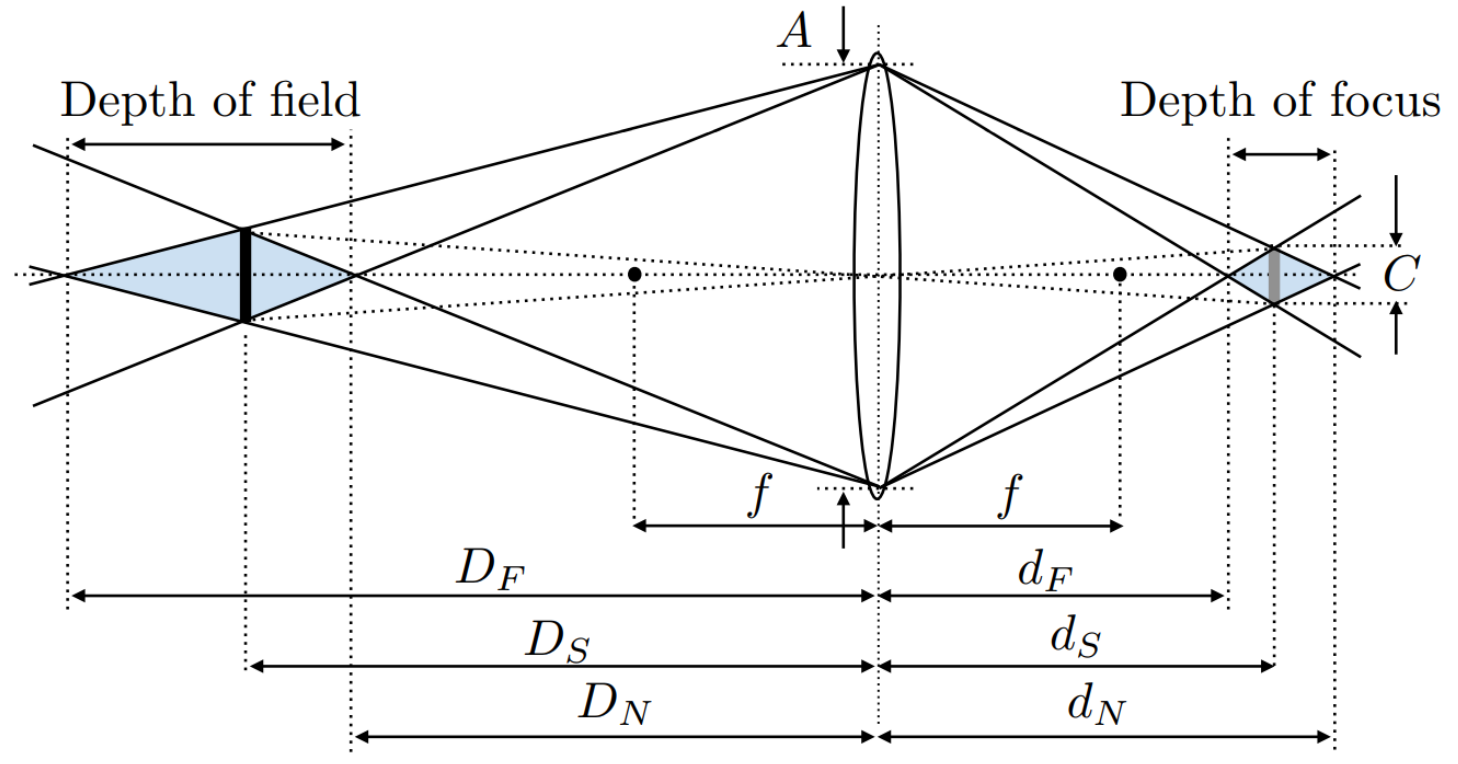 A
Depth of field
Depth of focus
C
f
f
D_F
d_F
D_S
d_S
D_N
d_N